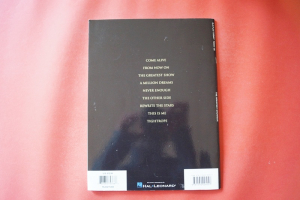 COME ALIVE
FROM NOW ON
THE GREATEST SHOW
A MILLION DREAMS
NEVER ENOUGH
THE OTHER SIDE
REWRITE THE STARS
THIS IS ME
TIGHTROPE
HAL•LEONARD